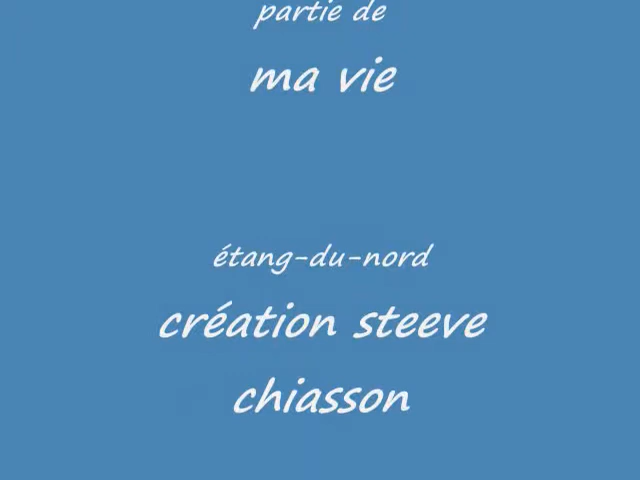 partie de
ma vie
étang-du-nord
création steeve
chiasson